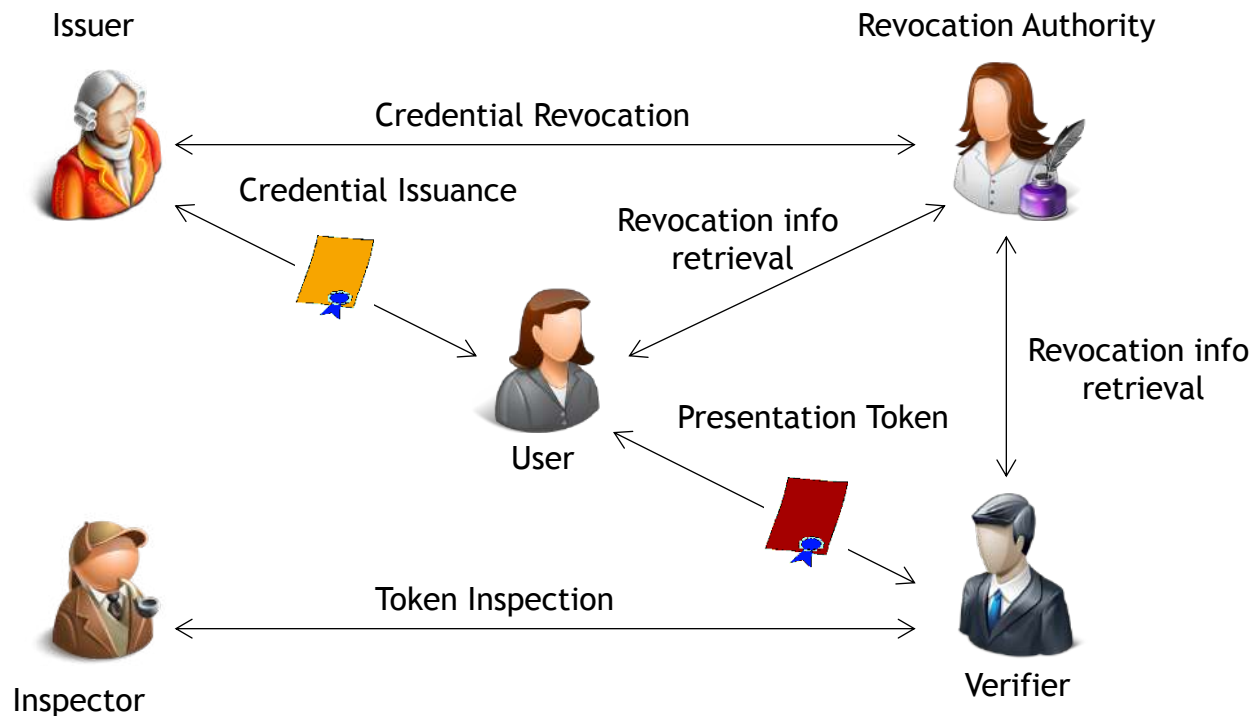 Issuer
Revocation Authority
Credential Revocation
Credential Issuance
Revocation info
retrieval
Revocation info
retrieval
Presentation Token
User
Token Inspection
Verifier
Inspector